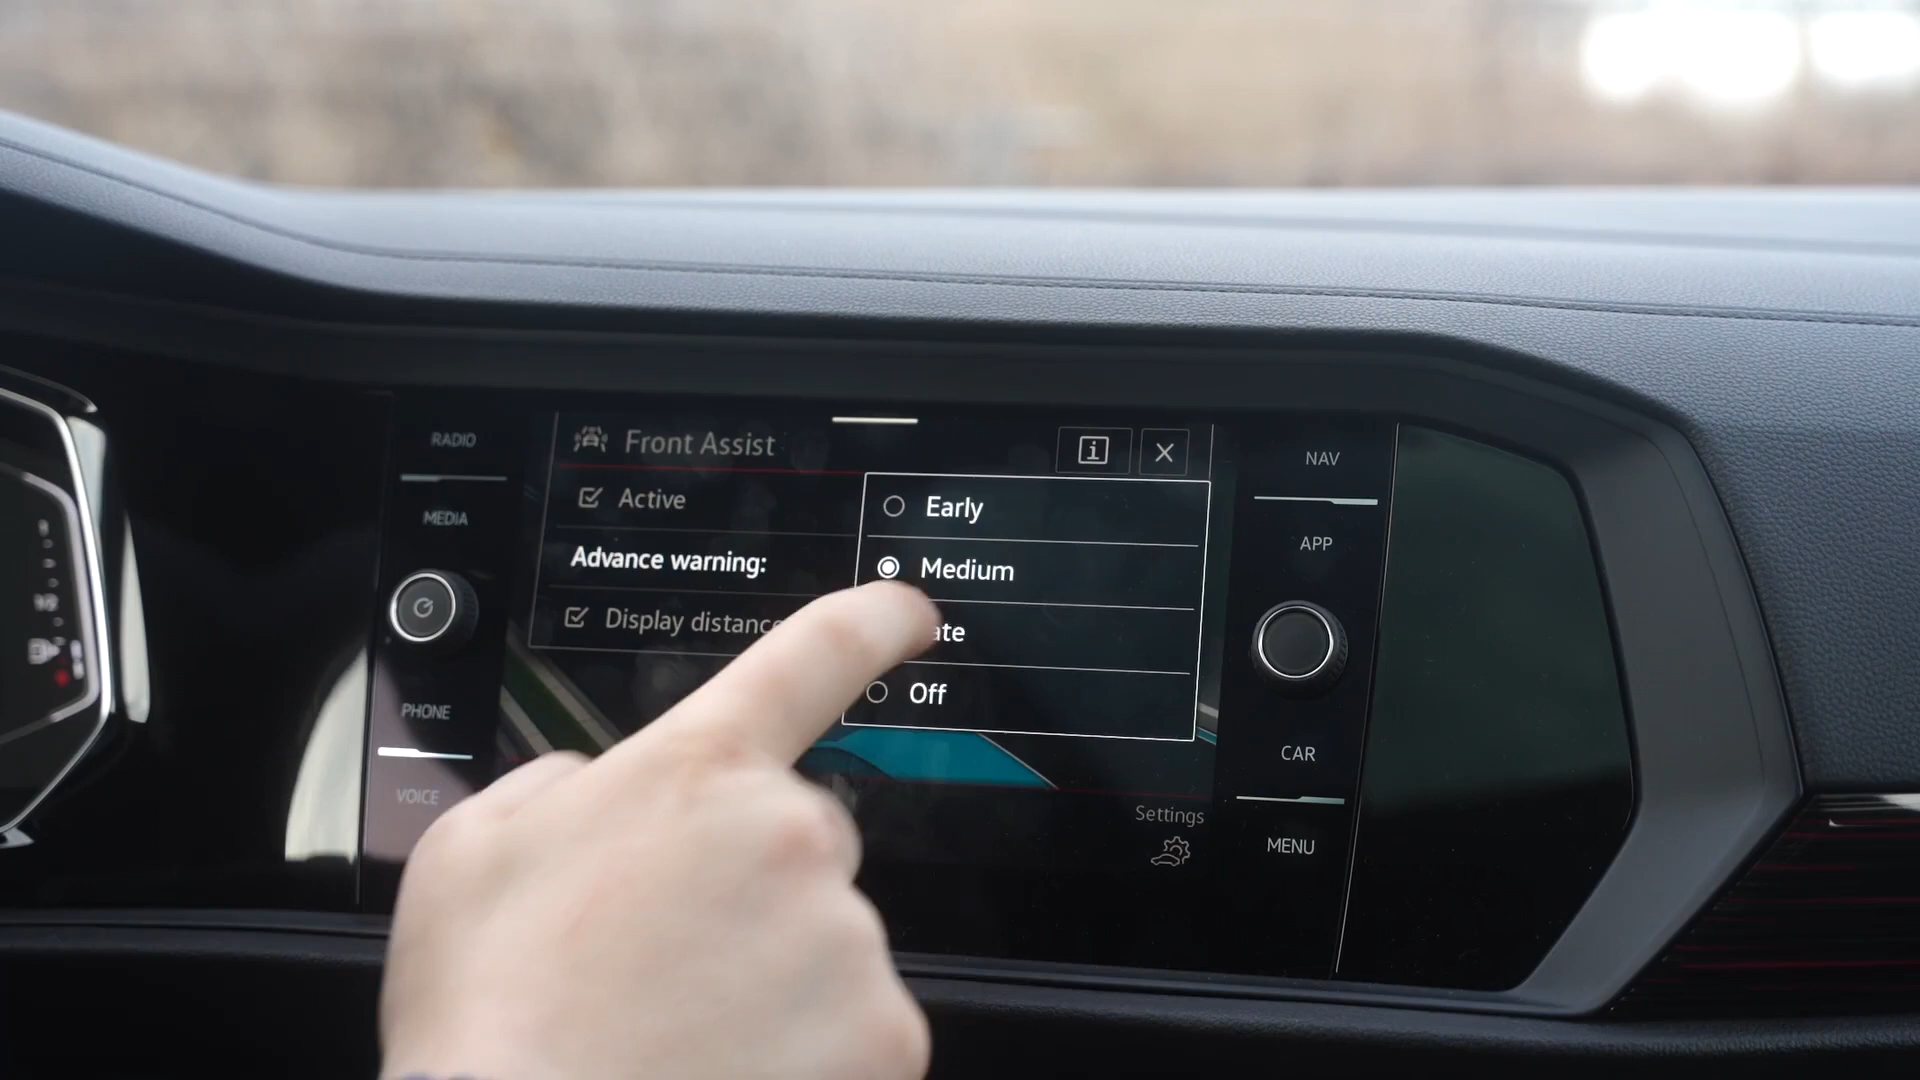 RADIO
MEDIA
PHONE
VOICE
Front Assist
Active
Advance warning:
Display distanc
Early
Medium
ate
Off
Settings
NAV
APP
CAR
MENU